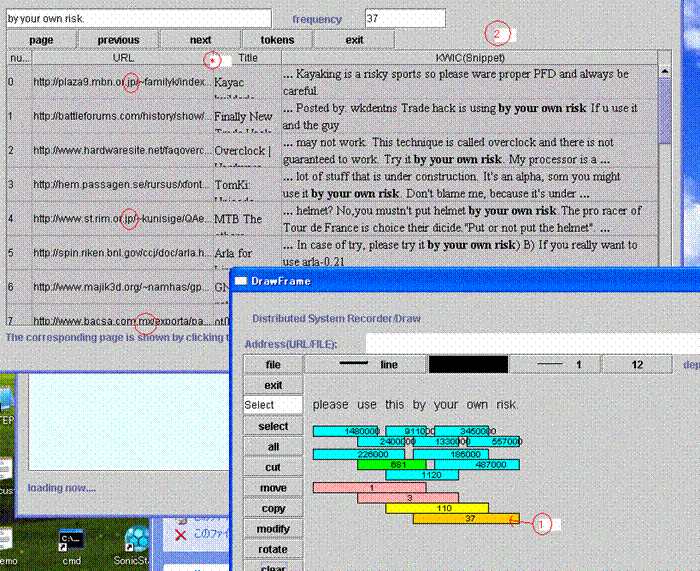 by your own risk.
frequency
37
page previous next tokens exit
2
nu... URL * Title KWIC(Snippet)
0 http://plaza9.mbn.or.jp/~familyk/index... Kayac
... Kayaking is a risky sports so please ware proper PFD and always be
careful.
1 http://battleforums.com/history/show/... Finally New
... Posted by: wkdentns Trade hack is using by your own risk If u use it
and the guy
2 http://www.hardwaresite.net/faqoverc... Overclock |
... may not work. This technique is called overclock and there is not
guaranteed to work. Try it by your own risk. My processor is a ...
3 http://hem.passagen.se/rursus/xfont... TomKi:
... lot of stuff that is under construction. It's an alpha, som you might
use it by your own risk. Don't blame me, because it's under ...
4 http://www.st.rim.or.jp/~kunisige/QAe... MTB The
... helmet? No,you mustn't put helmet by your own risk.The pro racer of
Tour de France is choice their dicide."Put or not put the helmet". ...
5 http://spin.riken.bnl.gov/ccj/doc/arla.h... Arla for
... In case of try, please try it by your own risk) B) If you really want to
use arla-0.21
6 http://www.majik3d.org/~namhas/gp...
7 http://www.bacsa.com.mx/exporta/pa...
The corresponding page is shown by clicking t
DrawFrame
Distributed System Recorder/Draw
Address(URL/FILE):
file line 1 12 dep
exit
Select
please use this by your own risk.
select
all
cut
move
copy
modify
rotate
clear
1480000 911000 3450000
2400000 1330000 557000
226000 186000
681 487000
1120
1
3
110
37
1
loading now....
cmd
SonicSta
このファイ